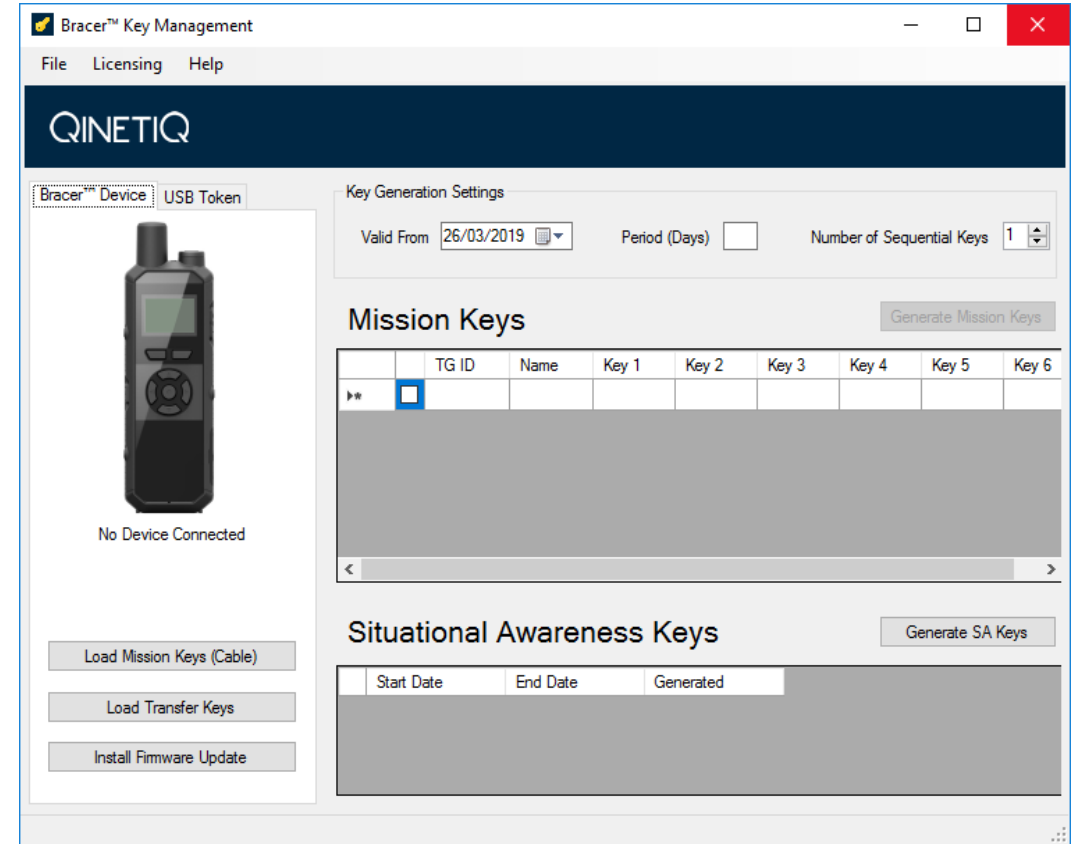 Bracer™ Key Management
File Licensing Help
QINETIQ
Bracer™ Device USB Token
Key Generation Settings
Valid From 26/03/2019 Period (Days) Number of Sequential Keys 1
Mission Keys Generate Mission Keys
TG ID Name Key 1 Key 2 Key 3 Key 4 Key 5 Key 6
No Device Connected
Situational Awareness Keys Generate SA Keys
Load Mission Keys (Cable)
Start Date End Date Generated
Load Transfer Keys
Install Firmware Update